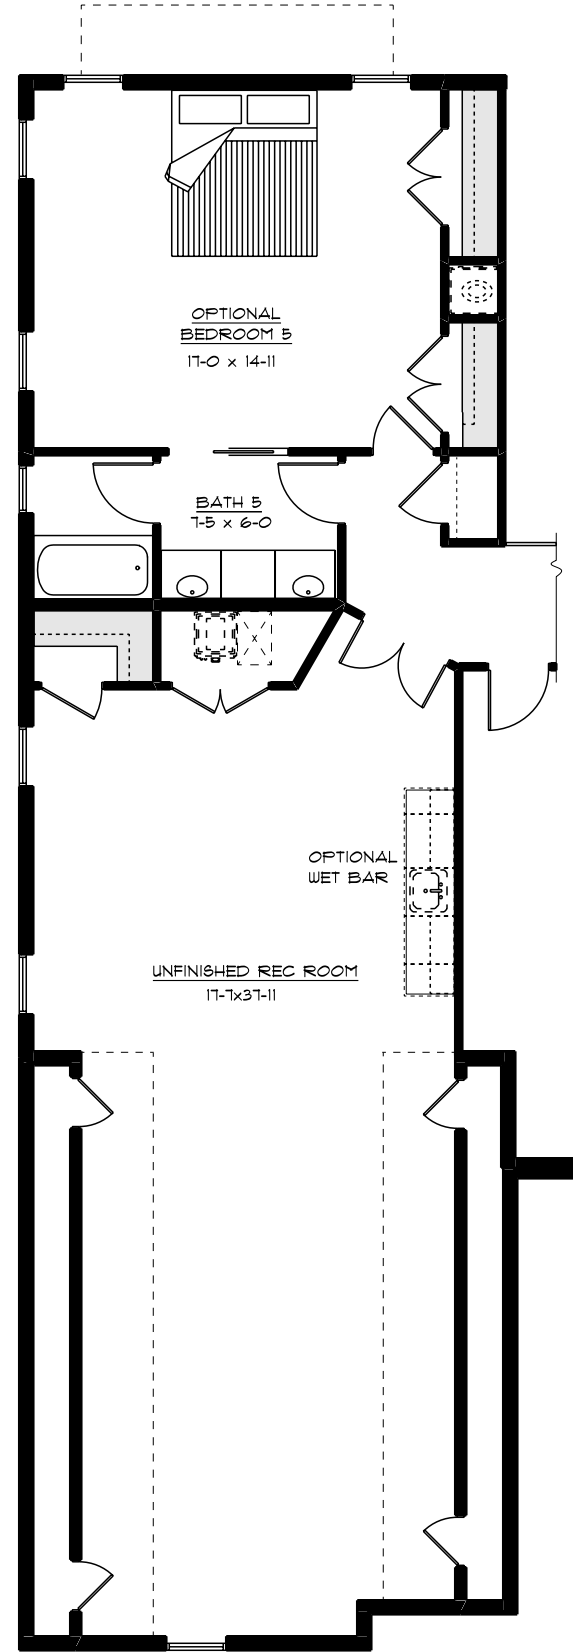 OPTIONAL
BEDROOM 5
17-0 x 14-11
BATH 5
7-5 x 6-0
OPTIONAL
WET BAR
UNFINISHED REC ROOM
17-7x37-11